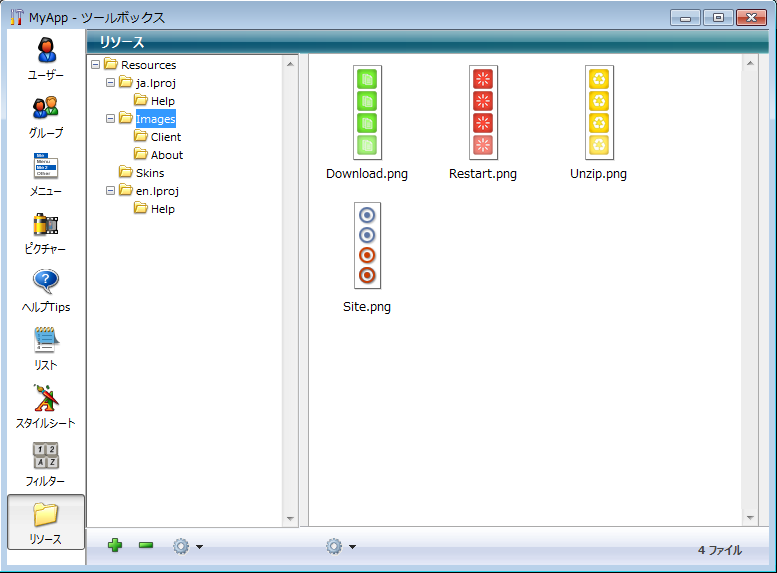 MyApp - ツールボックス
ユーザー
グループ
メニュー
ピクチャー
ヘルプTips
リスト
スタイルシート
フィルター
リソース
リソース
Resources
ja.lproj
Help
Images
Client
About
Skins
en.lproj
Help
Download.png
Restart.png
Unzip.png
Site.png
4 ファイル